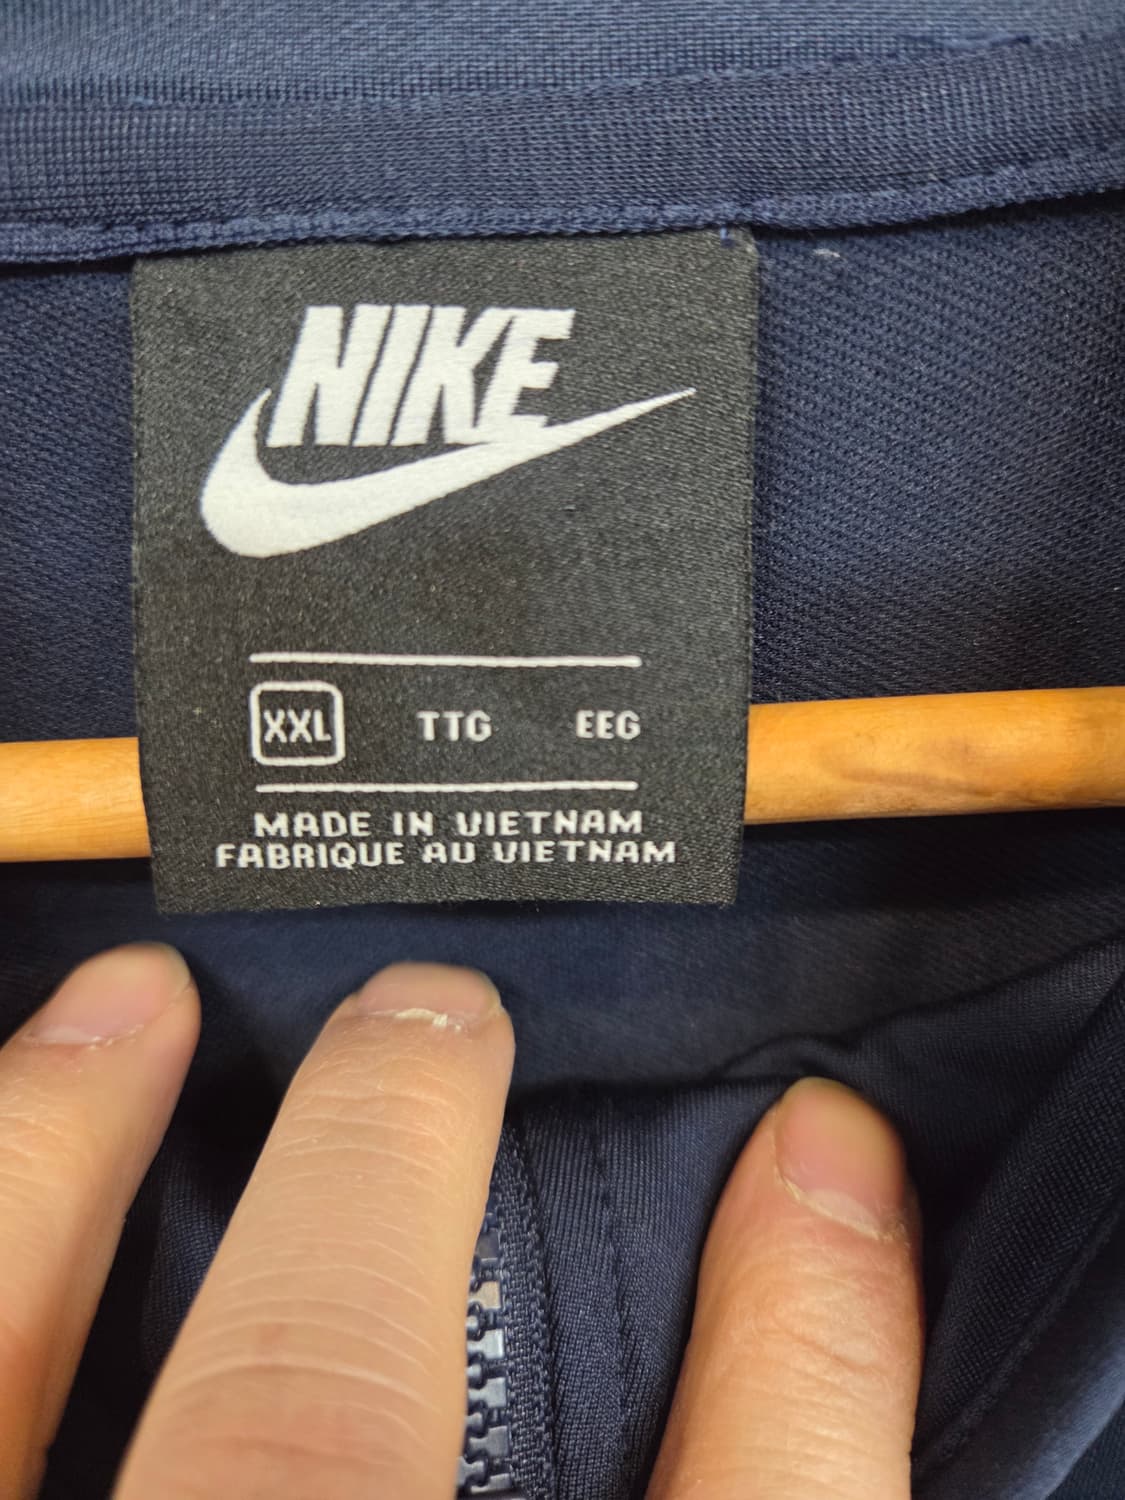 NIKE
XXL TTG EEG
MADE IN VIETNAM
FABRIQUE AU VIETNAM